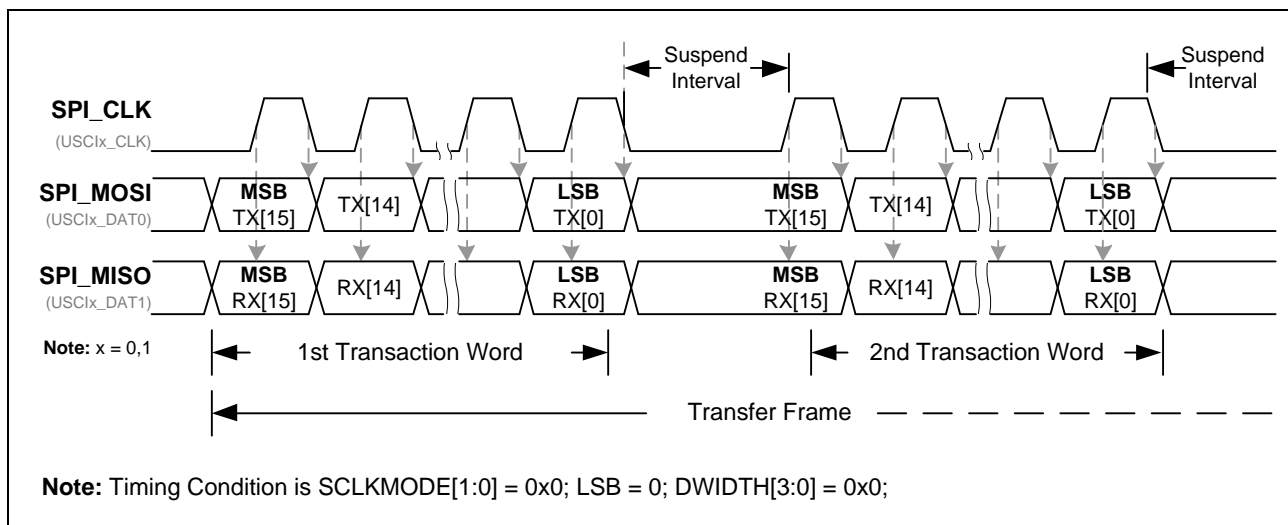 Suspend Interval
Suspend Interval
SPI_CLK
(USCIx_CLK)
SPI_MOSI
(USCIx_DAT0)
MSB TX[15]
TX[14]
LSB TX[0]
MSB TX[15]
TX[14]
LSB TX[0]
SPI_MISO
(USCIx_DAT1)
MSB RX[15]
RX[14]
LSB RX[0]
MSB RX[15]
RX[14]
LSB RX[0]
Note: x = 0,1
1st Transaction Word
2nd Transaction Word
Transfer Frame
Note: Timing Condition is SCLKMODE[1:0] = 0x0; LSB = 0; DWIDTH[3:0] = 0x0;